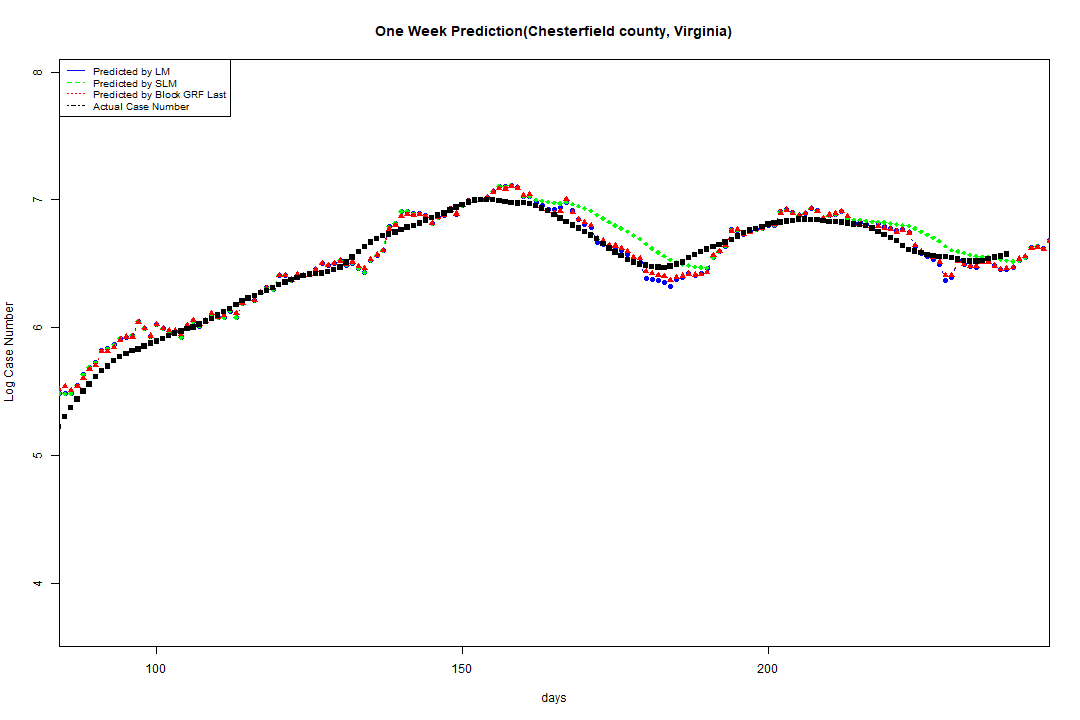 One Week Prediction(Chesterfield county, Virginia)
Predicted by LM
Predicted by SLM
Predicted by Block GRF Last
Actual Case Number
8
7
6
5
4
Log Case Number
100
150
200
days